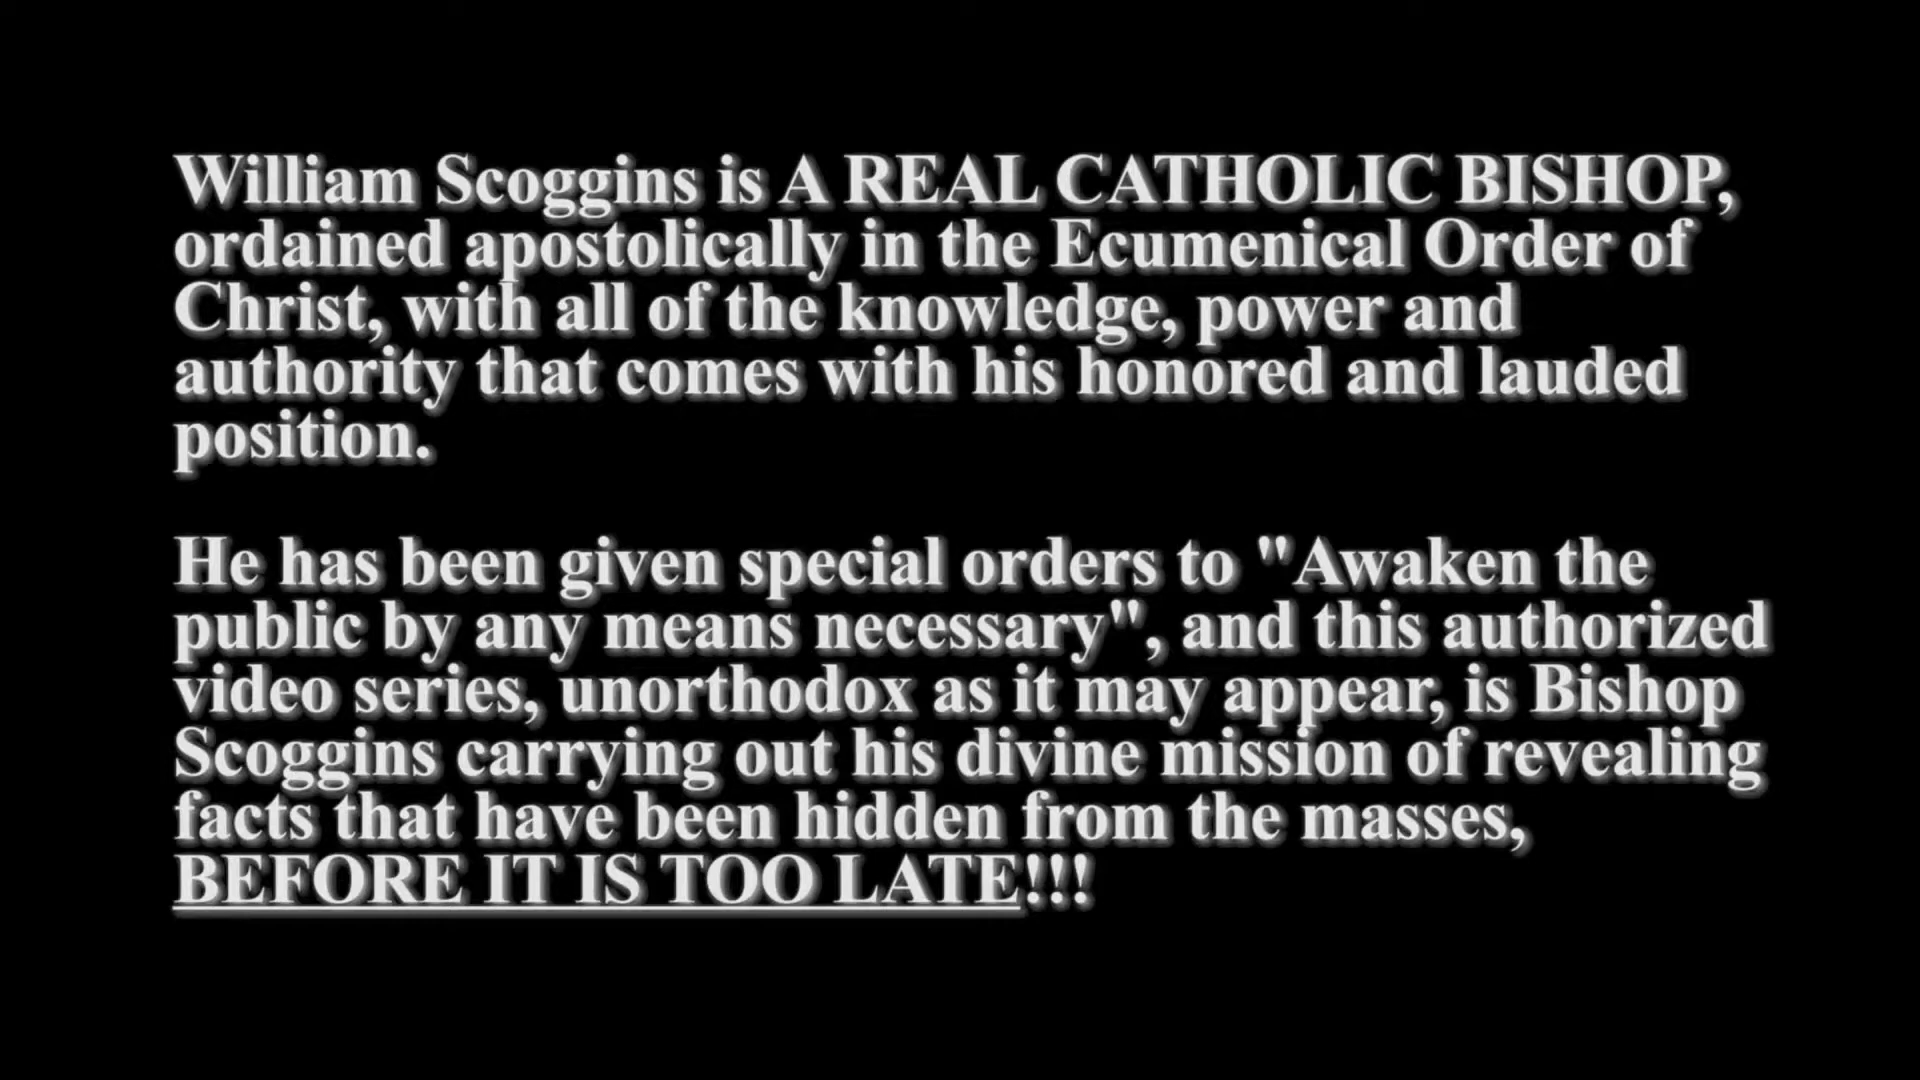 William Scoggins is A REAL CATHOLIC BISHOP,
ordained apostolically in the Ecumenical Order of
Christ, with all of the knowledge, power and
authority that comes with his honored and lauded
position.
He has been given special orders to "Awaken the
public by any means necessary", and this authorized
video series, unorthodox as it may appear, is Bishop
Scoggins carrying out his divine mission of revealing
facts that have been hidden from the masses,
BEFORE IT IS TOO LATE!!!